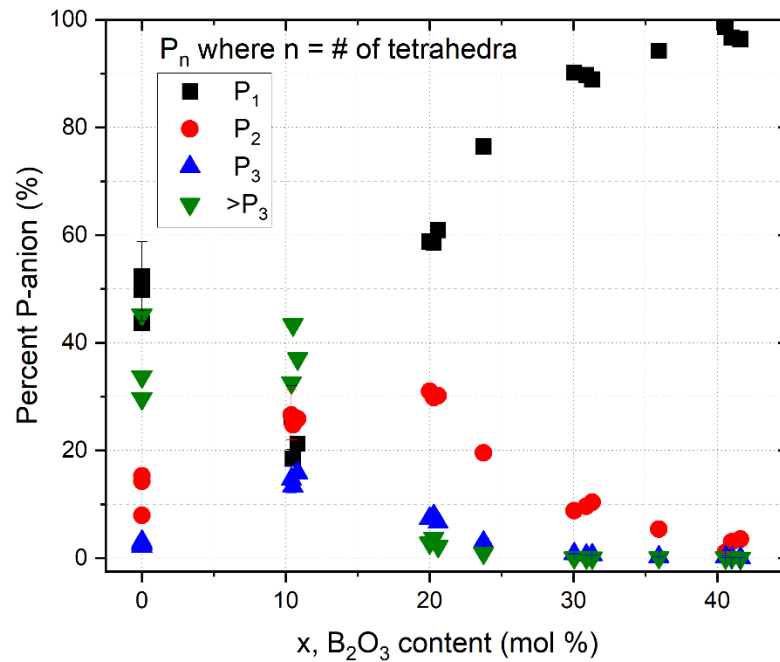 P₁ where n = # of tetrahedra
P₁
P₂
P₃
>P₃
100
80
60
40
20
0
0
10
20
30
40
Percent P-anion (%)
x, B₂O₃ content (mol %)